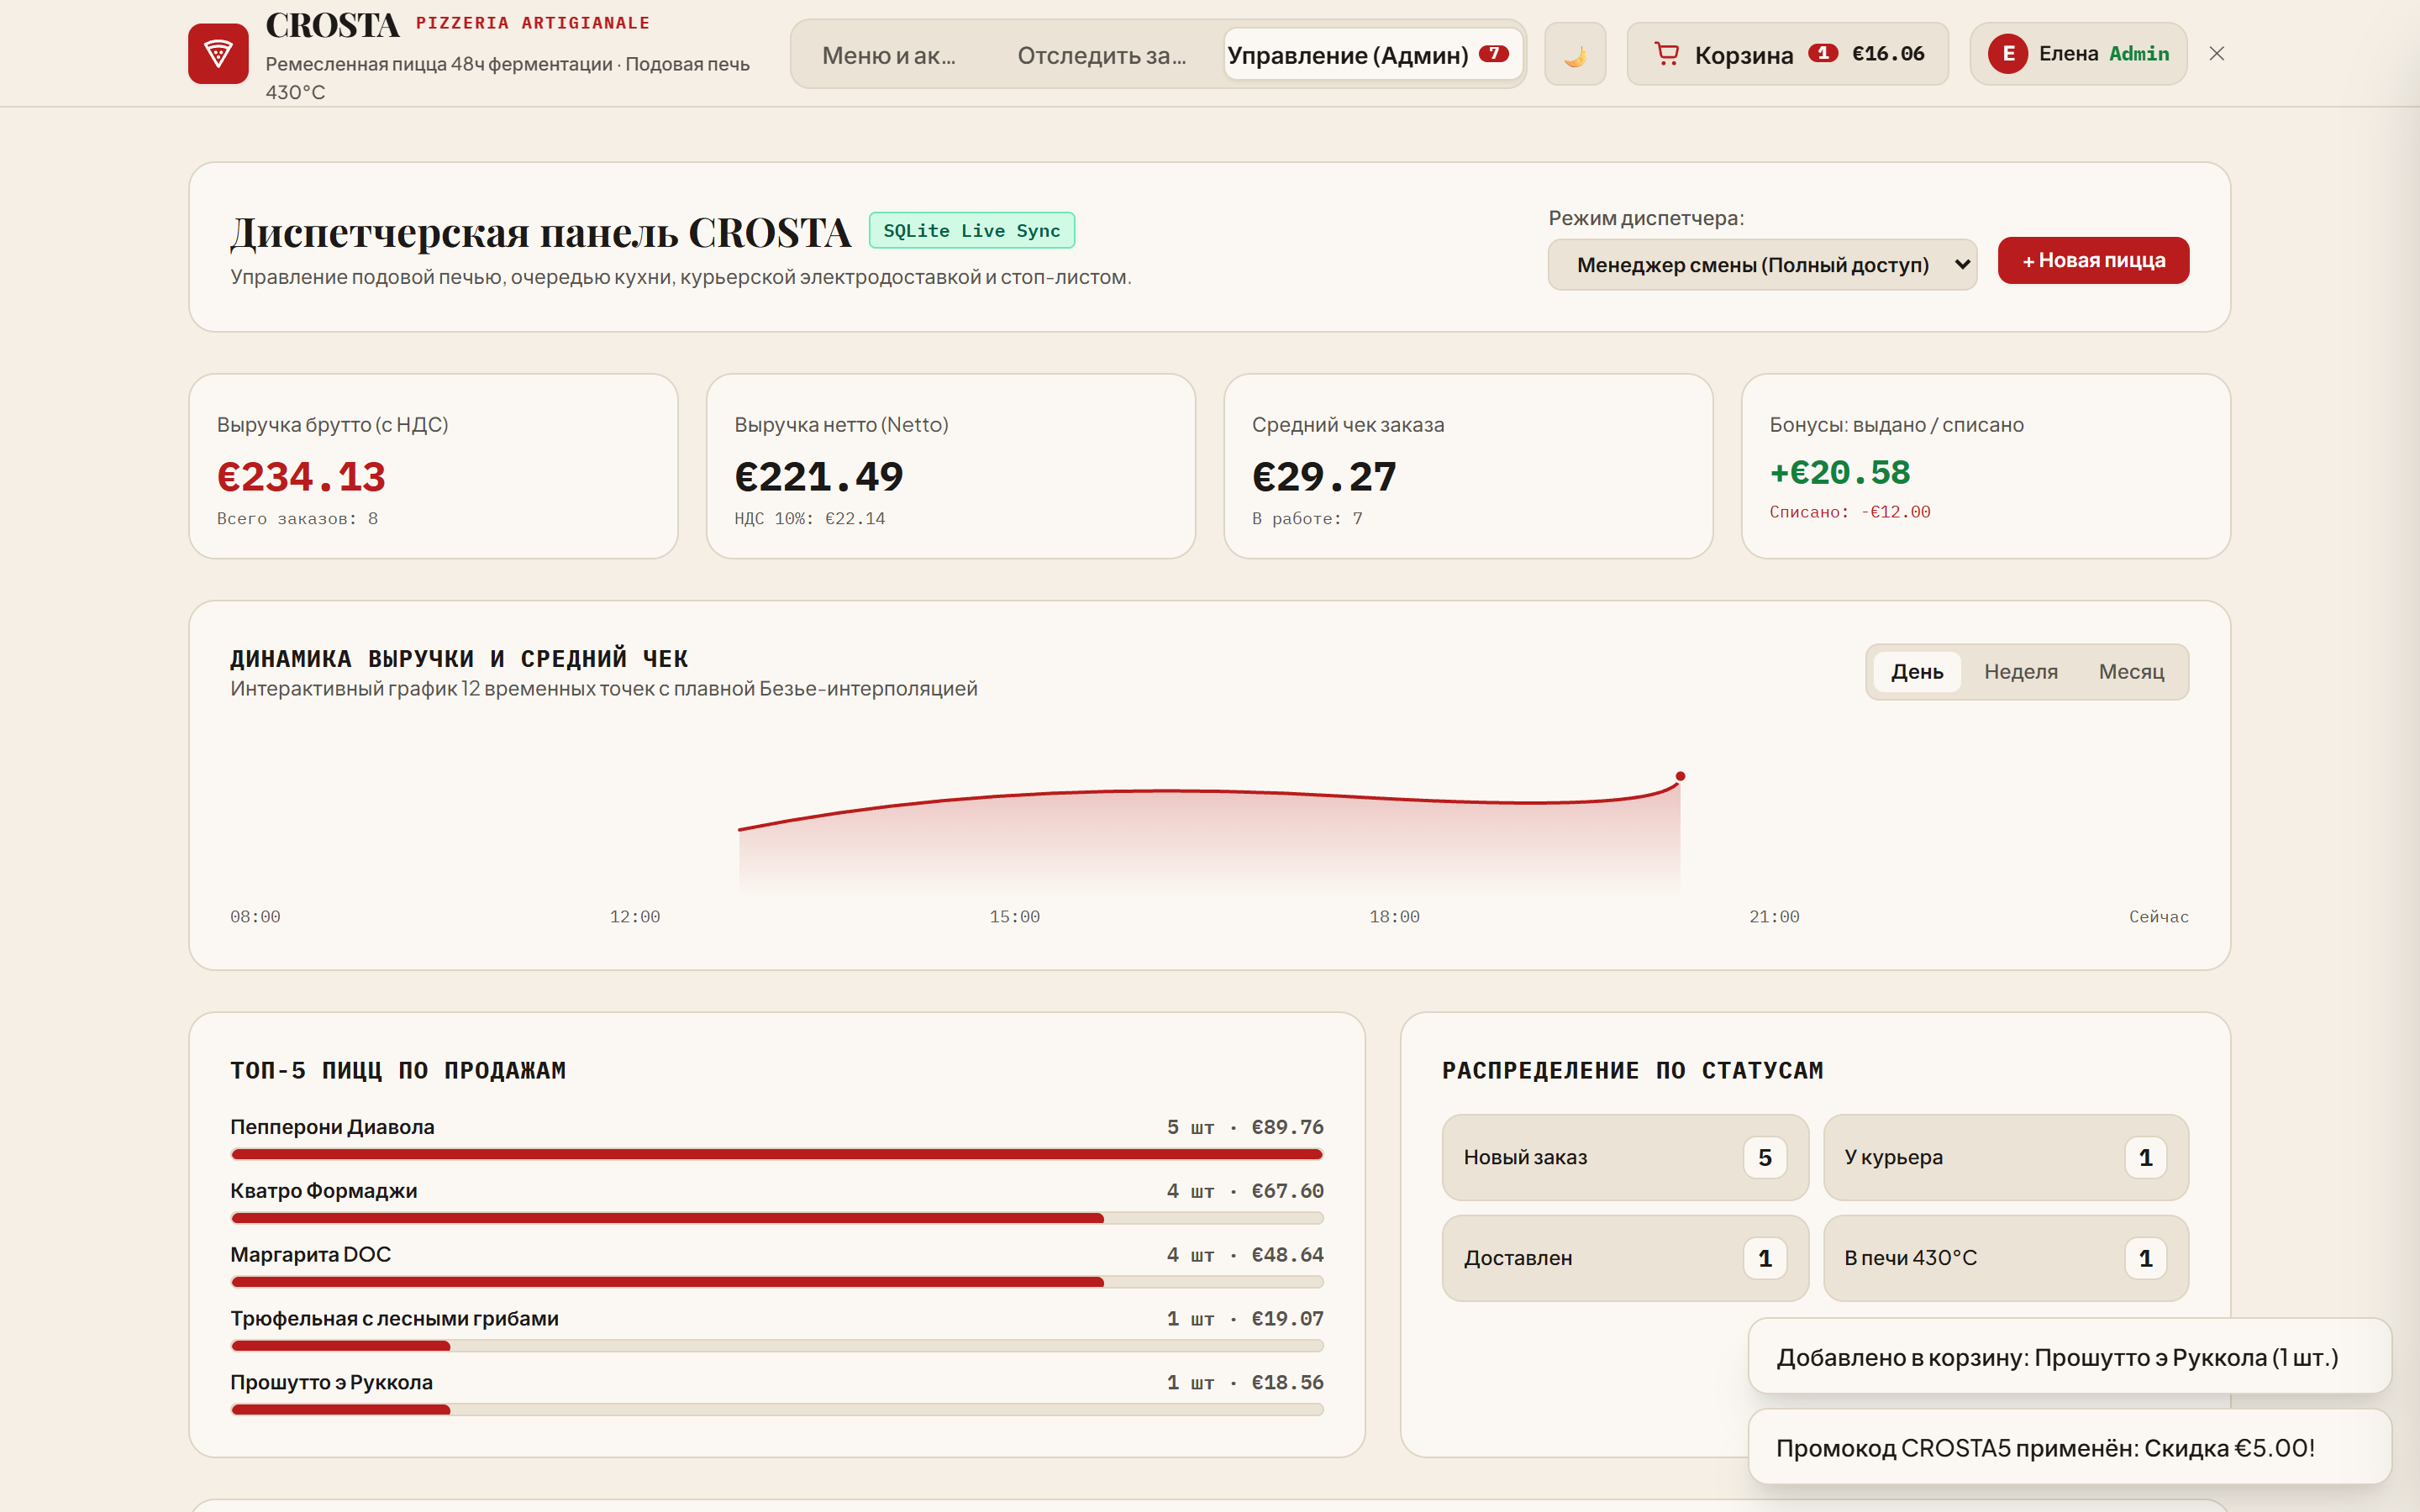 CROSTA PIZZERIA ARTIGIANALE
Ремесленная пицца 48ч ферментации · Подовая печь
430°C
Меню и ак...
Отследить за...
Управление (Админ) 7
Корзина 1 €16.06
E Елена Admin
Диспетчерская панель CROSTA SQLite Live Sync
Управление подовой печью, очередью кухни, курьерской электродоставкой и стоп-листом.
Режим диспетчера:
Менеджер смены (Полный доступ)
+ Новая пицца
Выручка брутто (с НДС)
€234.13
Всего заказов: 8
Выручка нетто (Netto)
€221.49
НДС 10%: €22.14
Средний чек заказа
€29.27
В работе: 7
Бонусы: выдано / списано
+€20.58
Списано: -€12.00
ДИНАМИКА ВЫРУЧКИ И СРЕДНИЙ ЧЕК
Интерактивный график 12 временных точек с плавной Безье-интерполяцией
День Неделя Месяц
08:00 12:00 15:00 18:00 21:00 Сейчас
ТОП-5 ПИЦЦ ПО ПРОДАЖАМ
Пепперони Диавола 5 шт · €89.76
Кватро Формаджи 4 шт · €67.60
Маргарита DOC 4 шт · €48.64
Трюфельная с лесными грибами 1 шт · €19.07
Прошутто э Руккола 1 шт · €18.56
РАСПРЕДЕЛЕНИЕ ПО СТАТУСАМ
Новый заказ 5
У курьера 1
Доставлен 1
В печи 430°C 1
Добавлено в корзину: Прошутто э Руккола (1 шт.)
Промокод CROSTA5 применён: Скидка €5.00!